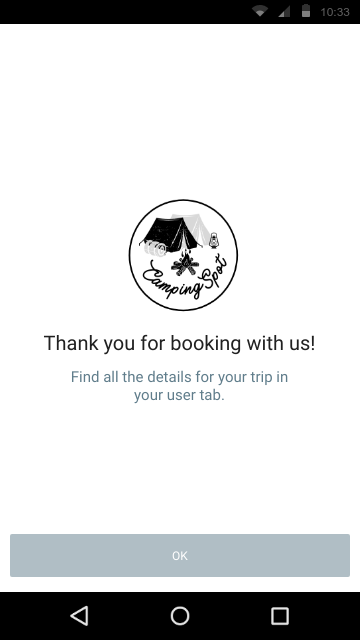 10:33
Camping Spot
Thank you for booking with us!
Find all the details for your trip in
your user tab.
OK